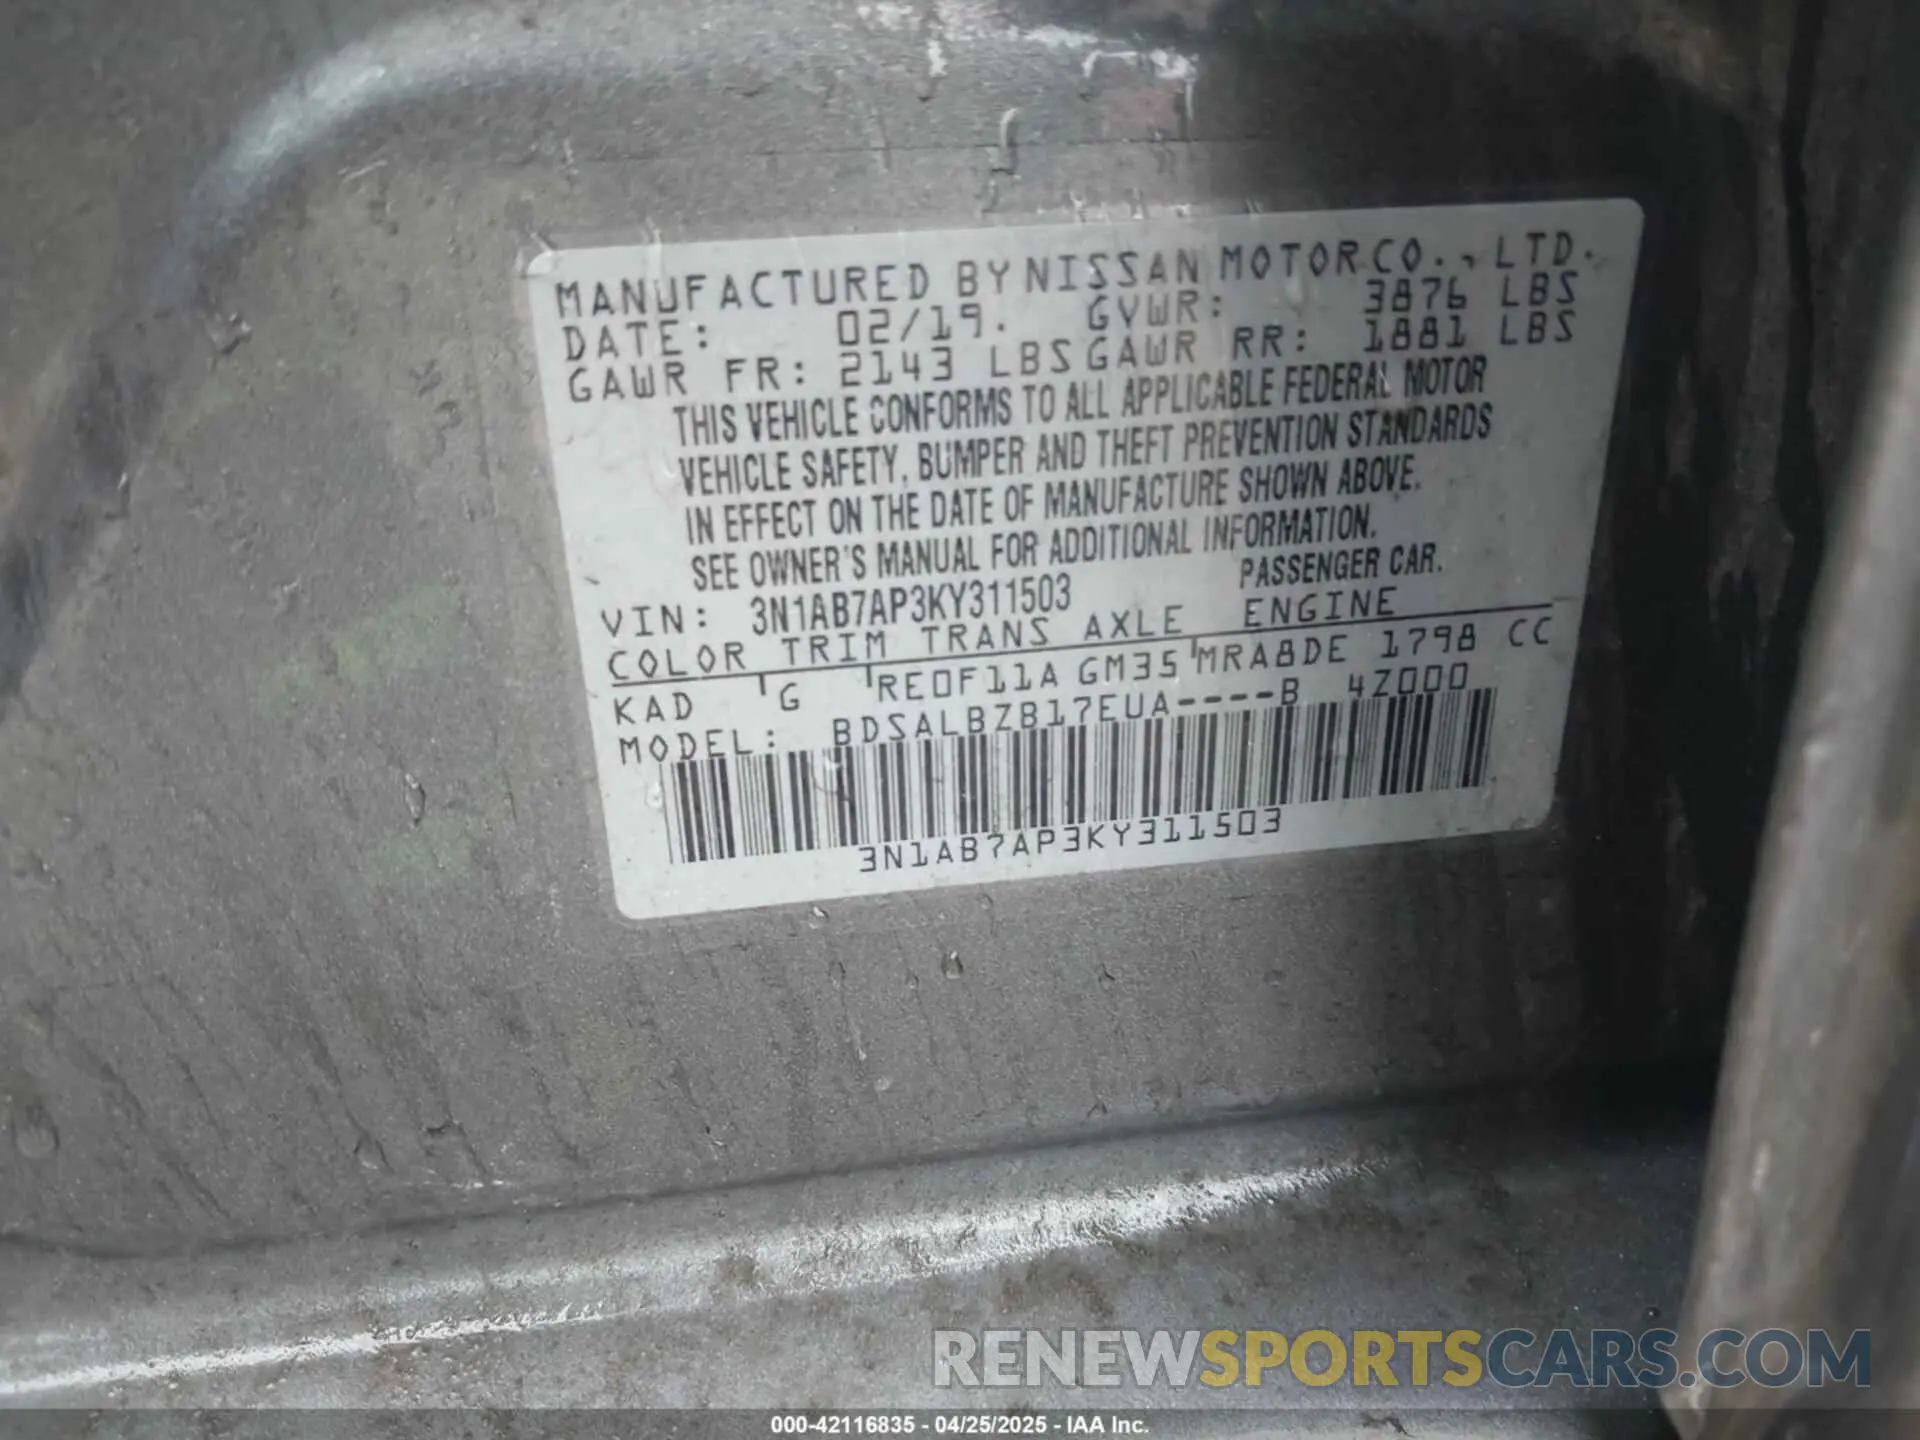 MANUFACTURED BY NISSAN MOTOR CO., LTD.
DATE: 02/19. GVWR: 3876 LBS
GAWR FR: 2143 LBS GAWR RR: 1881 LBS
THIS VEHICLE CONFORMS TO ALL APPLICABLE FEDERAL MOTOR
VEHICLE SAFETY, BUMPER AND THEFT PREVENTION STANDARDS
IN EFFECT ON THE DATE OF MANUFACTURE SHOWN ABOVE.
SEE OWNER'S MANUAL FOR ADDITIONAL INFORMATION.
VIN: 3N1AB7AP3KY311503 PASSENGER CAR.
COLOR TRIM TRANS AXLE ENGINE
KAD G RE0F11A GM35 MRA8DE 1798 CC
MODEL: BDSALBZB17EUA----B 4Z000
3N1AB7AP3KY311503
RENEWSPORTSCARS.COM
000-42116835 - 04/25/2025 - IAA Inc.